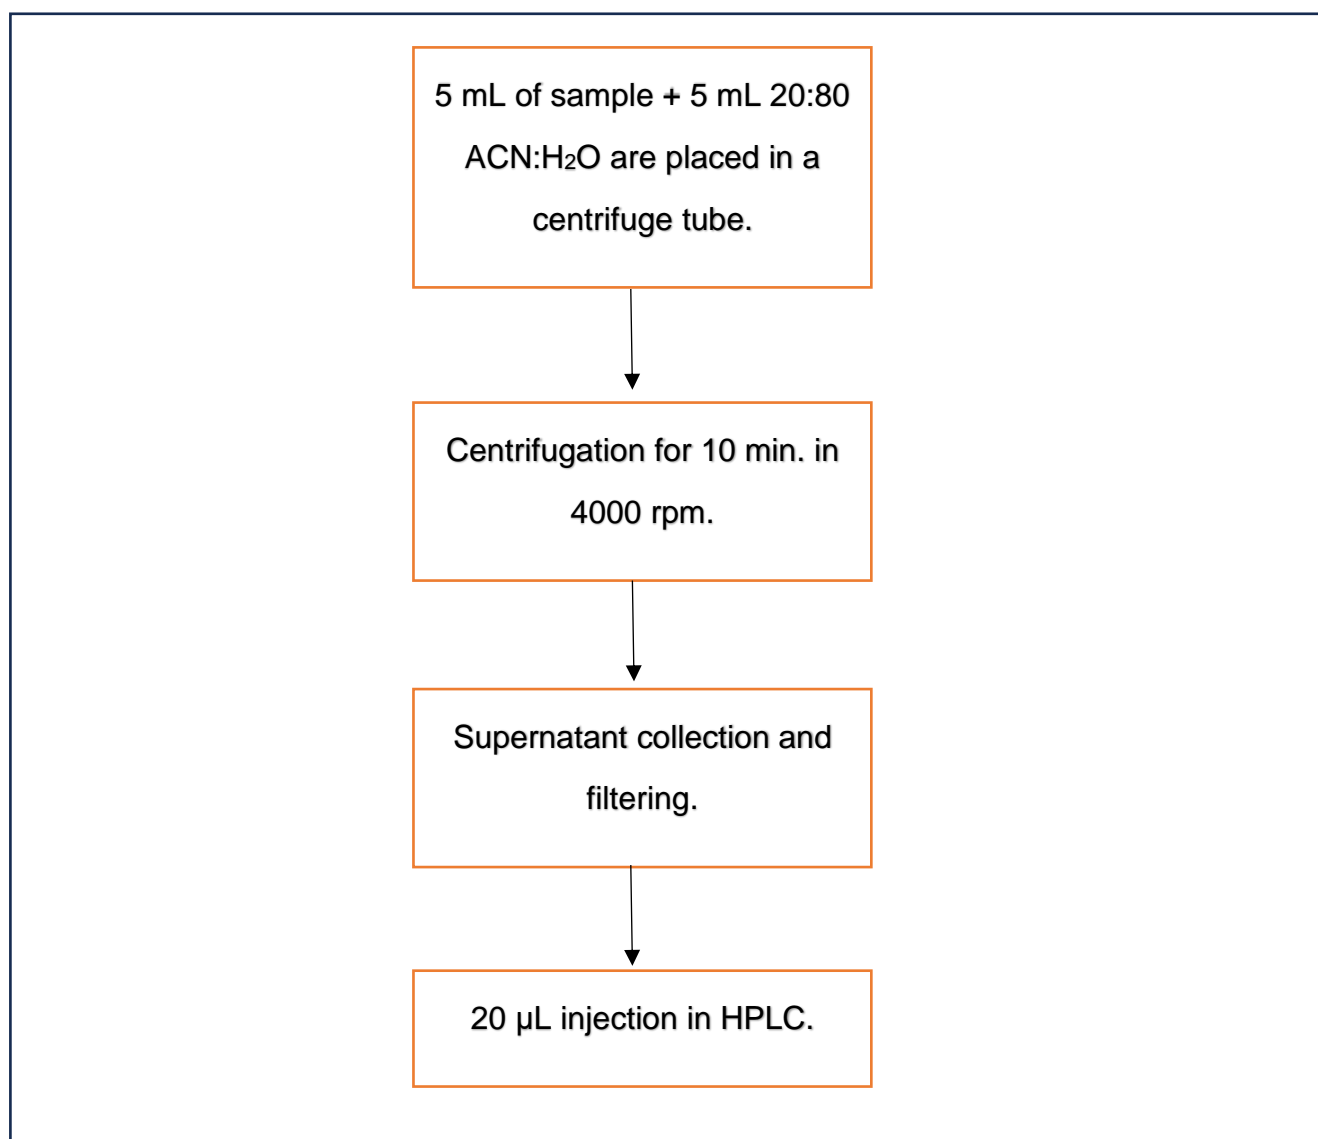 5 mL of sample + 5 mL 20:80
ACN:H₂O are placed in a
centrifuge tube.
Centrifugation for 10 min. in
4000 rpm.
Supernatant collection and
filtering.
20 µL injection in HPLC.